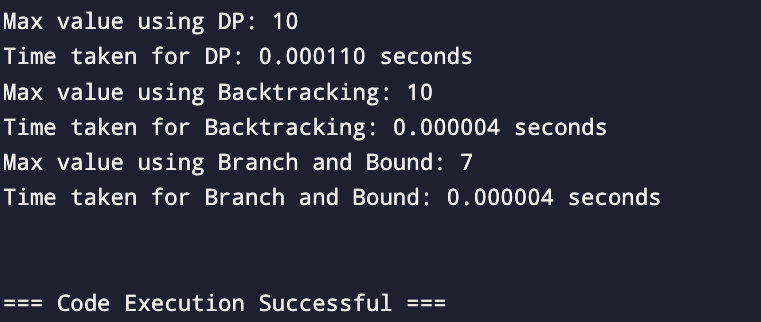 Max value using DP: 10
Time taken for DP: 0.000110 seconds
Max value using Backtracking: 10
Time taken for Backtracking: 0.000004 seconds
Max value using Branch and Bound: 7
Time taken for Branch and Bound: 0.000004 seconds
=== Code Execution Successful ===